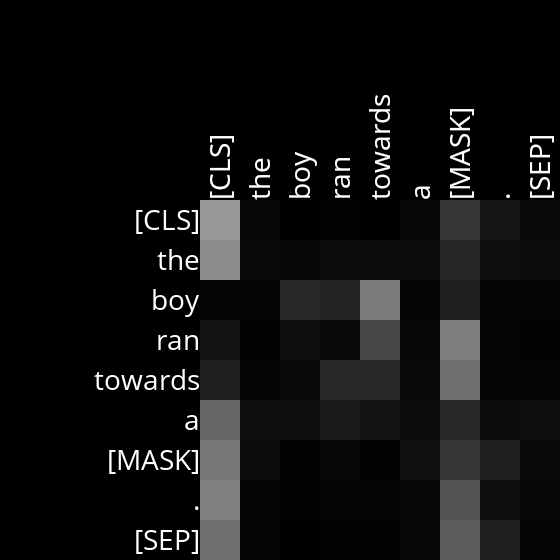 [CLS] the boy ran towards a [MASK] . [SEP]
[CLS]
the
boy
ran
towards
a
[MASK]
.
[SEP]